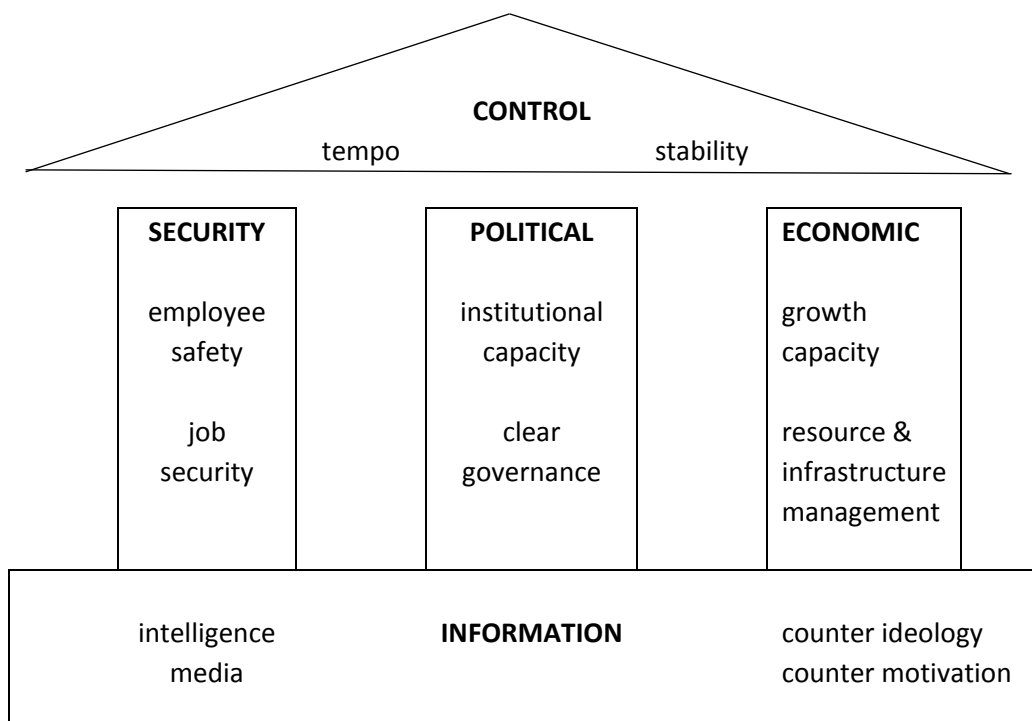 CONTROL
tempo stability
SECURITY
employee
safety
job
security
POLITICAL
institutional
capacity
clear
governance
ECONOMIC
growth
capacity
resource &
infrastructure
management
intelligence
media
INFORMATION
counter ideology
counter motivation